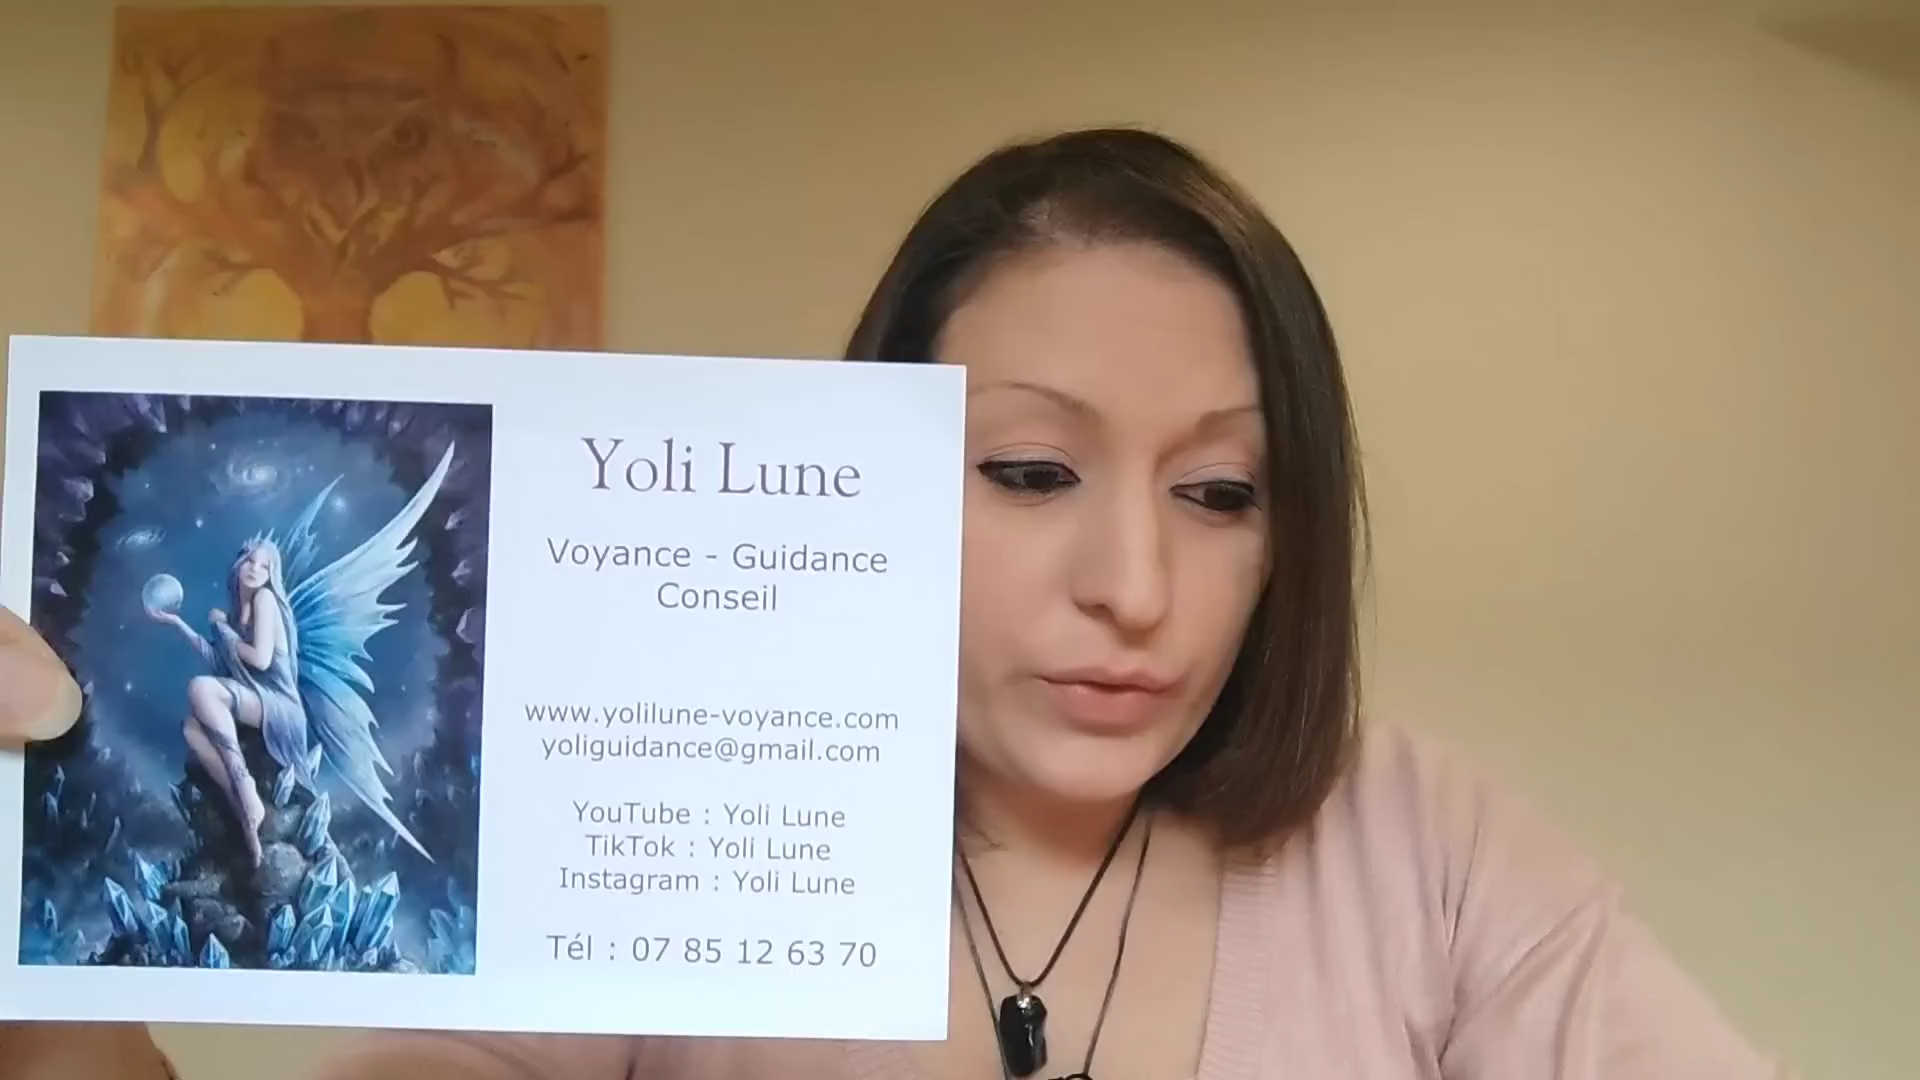 Yoli Lune
Voyance - Guidance
Conseil
www.yolilune-voyance.com
yoliguidance@gmail.com
YouTube : Yoli Lune
TikTok : Yoli Lune
Instagram : Yoli Lune
Tél : 07 85 12 63 70